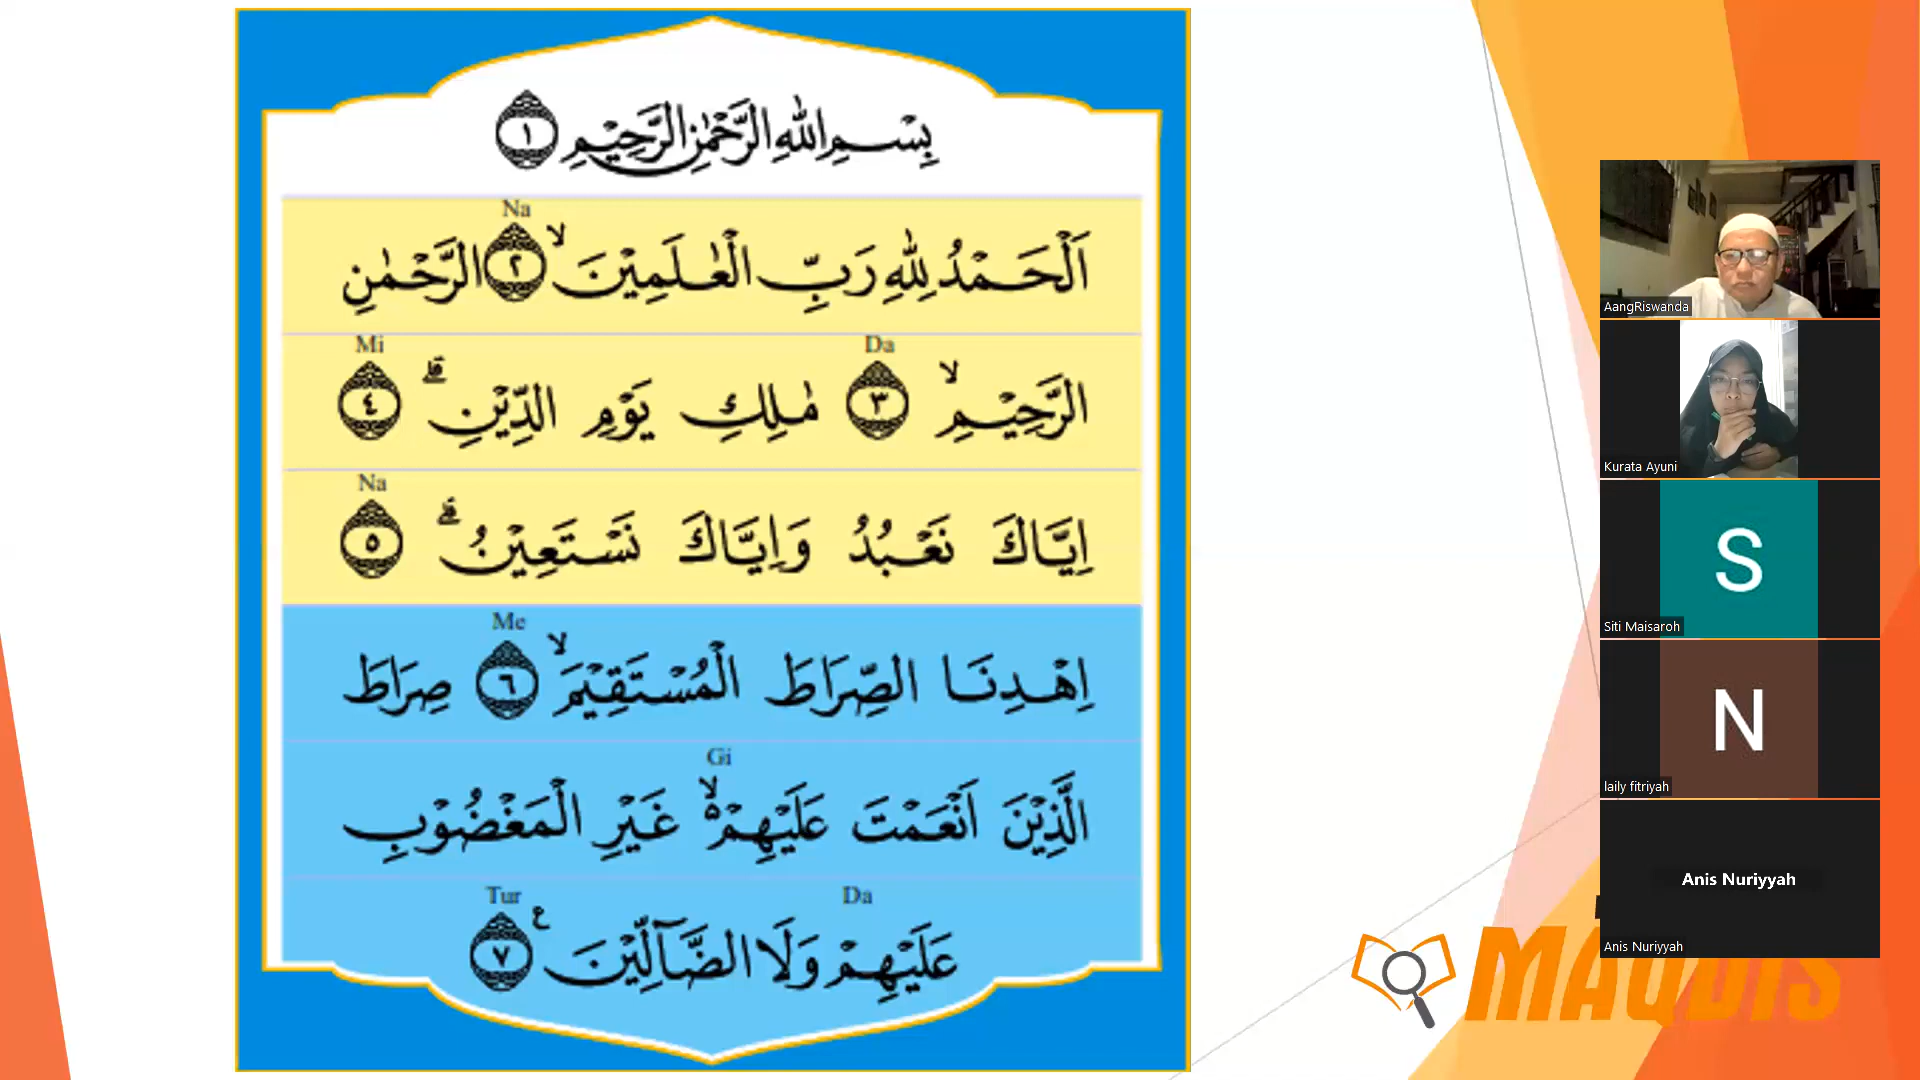 بِسْمِ اللّٰهِ الرَّحْمٰنِ الرَّحِيْمِ ١
Na
اَلْحَمْدُ لِلّٰهِ رَبِّ الْعٰلَمِيْنَۙ ٢ الرَّحْمٰنِ
Da Mi
الرَّحِيْمِۙ ٣ مٰلِكِ يَوْمِ الدِّيْنِۗ ٤
Na
اِيَّاكَ نَعْبُدُ وَاِيَّاكَ نَسْتَعِيْنُۗ ٥
Me
اِهْدِنَا الصِّرَاطَ الْمُسْتَقِيْمَۙ ٦ صِرَاطَ
Gi
الَّذِيْنَ اَنْعَمْتَ عَلَيْهِمْ ەۙ غَيْرِ الْمَغْضُوْبِ
Da Tur
عَلَيْهِمْ وَلَا الضَّاۤلِّيْنَ ࣖ ٧
AangRiswanda
Kurata Ayuni
S
Siti Maisaroh
N
laily fitriyah
Anis Nuriyyah
Anis Nuriyyah
MAQDIS